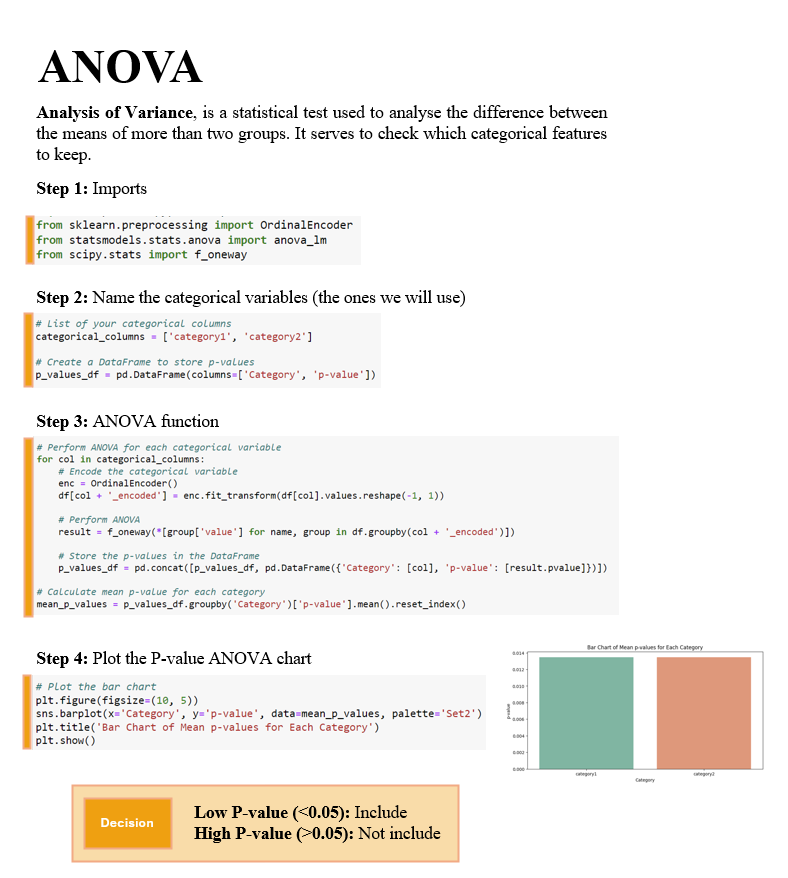 ANOVA
Analysis of Variance, is a statistical test used to analyse the difference between
the means of more than two groups. It serves to check which categorical features
to keep.
Step 1: Imports
from sklearn.preprocessing import OrdinalEncoder
from statsmodels.stats.anova import anova_lm
from scipy.stats import f_oneway
Step 2: Name the categorical variables (the ones we will use)
# List of your categorical columns
categorical_columns = ['category1', 'category2']
# Create a DataFrame to store p-values
p_values_df = pd.DataFrame(columns=['Category', 'p-value'])
Step 3: ANOVA function
# Perform ANOVA for each categorical variable
for col in categorical_columns:
# Encode the categorical variable
enc = OrdinalEncoder()
df[col + '_encoded'] = enc.fit_transform(df[col].values.reshape(-1, 1))
# Perform ANOVA
result = f_oneway(*[group['value'] for name, group in df.groupby(col + '_encoded')])
# Store the p-values in the DataFrame
p_values_df = pd.concat([p_values_df, pd.DataFrame({'Category': [col], 'p-value': [result.pvalue]})])
# Calculate mean p-value for each category
mean_p_values = p_values_df.groupby('Category')['p-value'].mean().reset_index()
Step 4: Plot the P-value ANOVA chart
# Plot the bar chart
plt.figure(figsize=(10, 5))
sns.barplot(x='Category', y='p-value', data=mean_p_values, palette='Set2')
plt.title('Bar Chart of Mean p-values for Each Category')
plt.show()
Bar Chart of Mean p-values for Each Category
0.014
0.012
0.010
0.008
0.006
0.004
0.002
0.000
p-value
category1
category2
Category
Decision
Low P-value (<0.05): Include
High P-value (>0.05): Not include